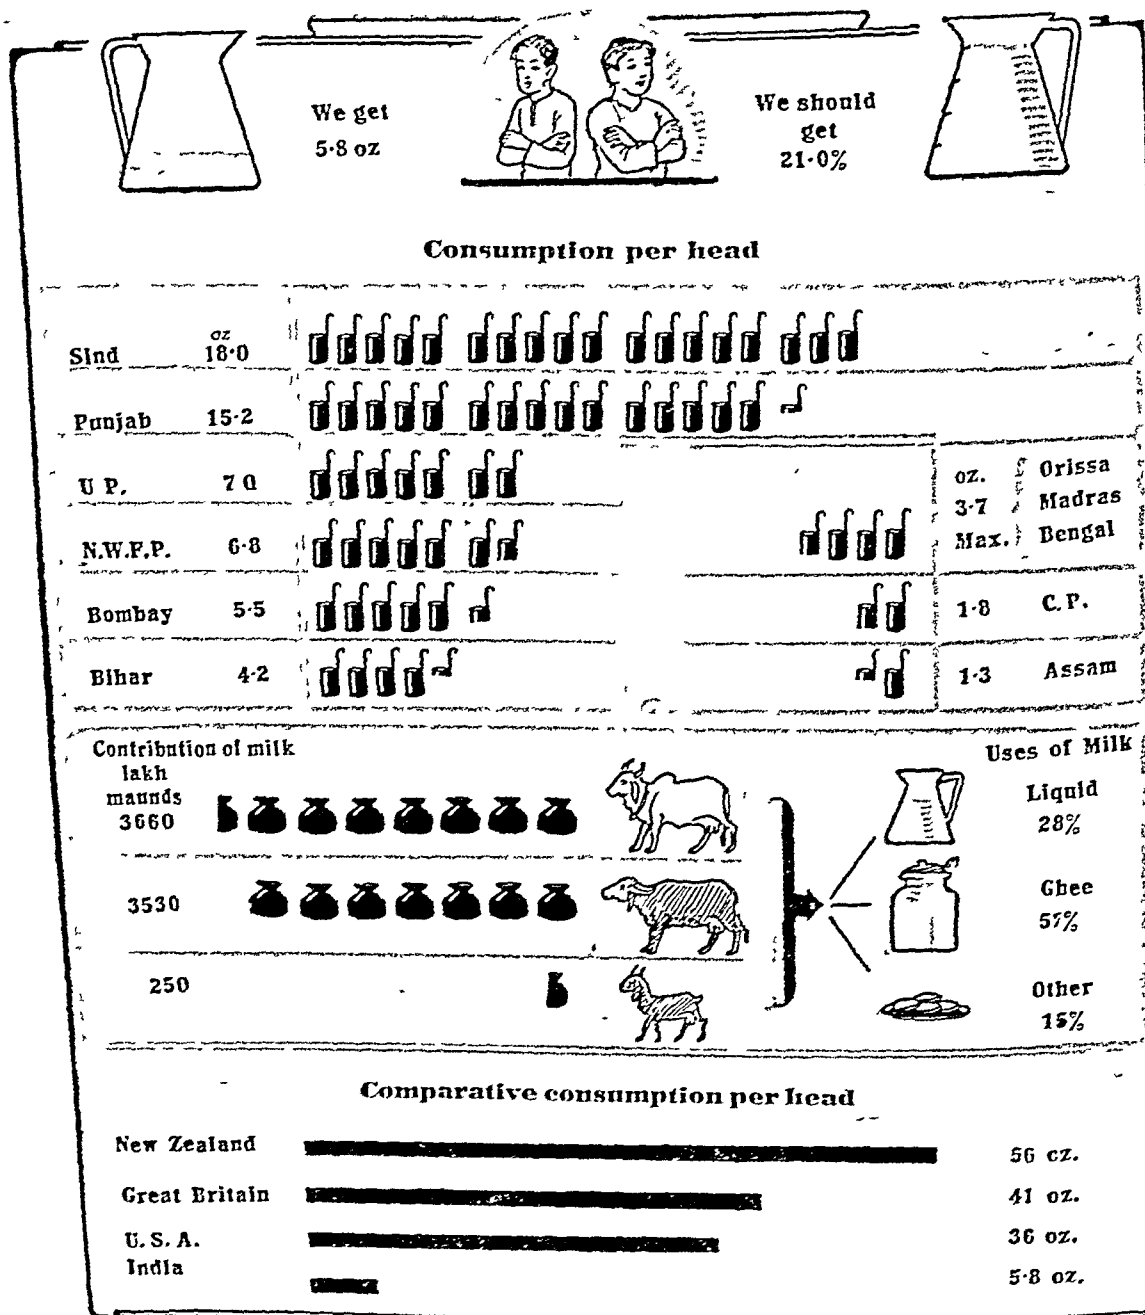 We get
5·8 oz
We should
get
21·0%
Consumption per head
Sind oz 18·0
Punjab 15·2
U P. 7 0
N.W.F.P. 6·8
Bombay 5·5
Bihar 4·2
oz. Orissa
3·7 Madras
Max. Bengal
1·8 C. P.
1·3 Assam
Contribution of milk
lakh
maunds
3660
3530
250
Uses of Milk
Liquid
28%
Ghee
57%
Other
15%
Comparative consumption per head
New Zealand 56 oz.
Great Britain 41 oz.
U. S. A. 36 oz.
India 5·8 oz.